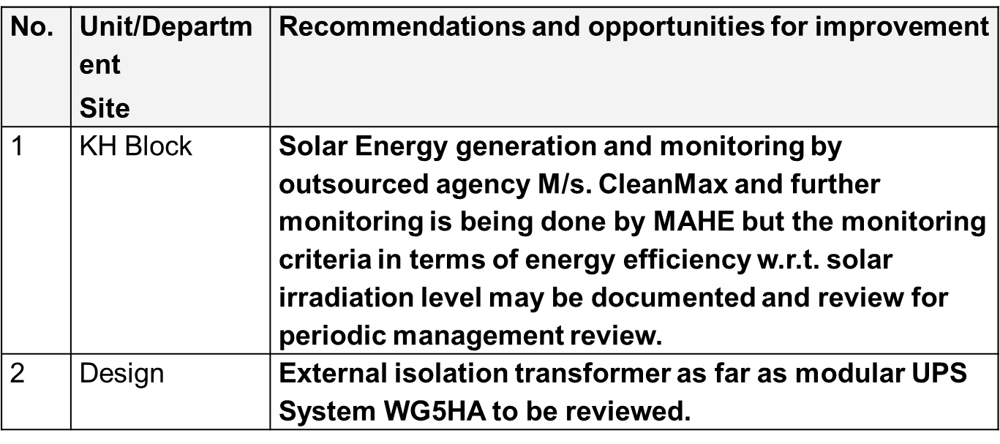 No.
Unit/Departm
ent
Site
Recommendations and opportunities for improvement
1
KH Block
Solar Energy generation and monitoring by
outsourced agency M/s. CleanMax and further
monitoring is being done by MAHE but the monitoring
criteria in terms of energy efficiency w.r.t. solar
irradiation level may be documented and review for
periodic management review.
2
Design
External isolation transformer as far as modular UPS
System WG5HA to be reviewed.